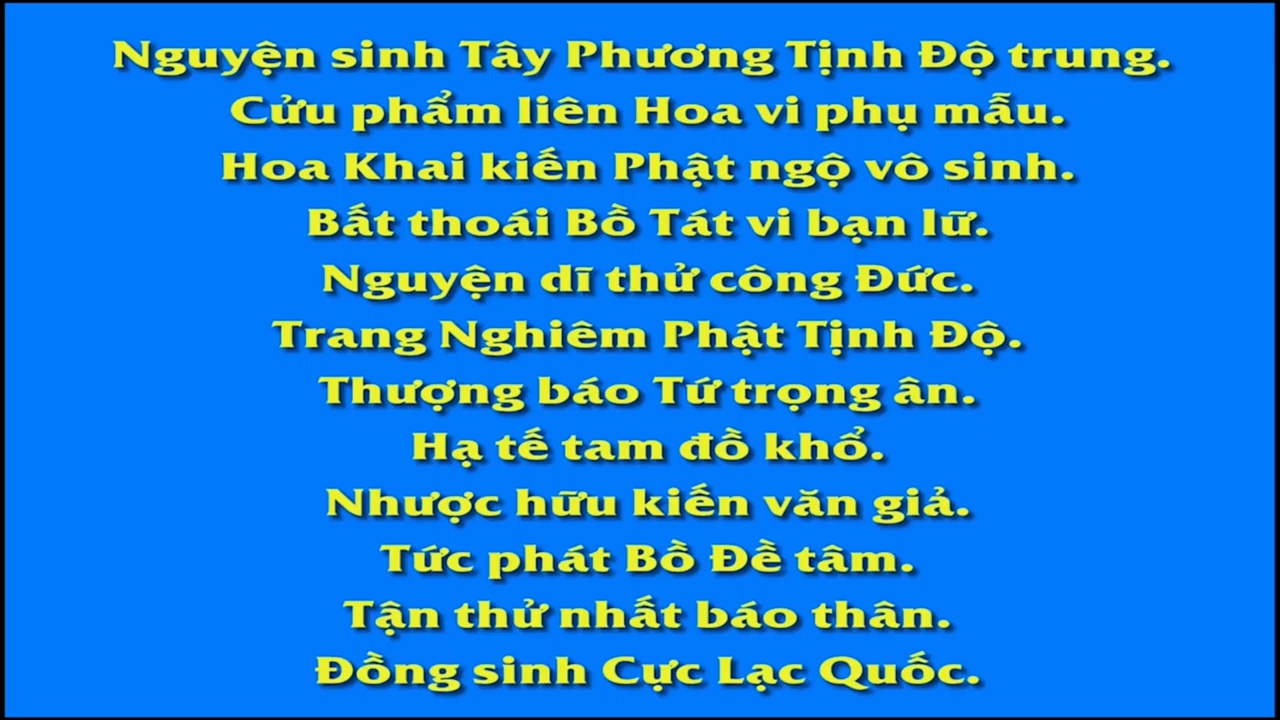 Nguyện sinh Tây Phương Tịnh Độ trung.
Cửu phẩm liên Hoa vi phụ mẫu.
Hoa Khai kiến Phật ngộ vô sinh.
Bất thoái Bồ Tát vi bạn lữ.
Nguyện dĩ thử công Đức.
Trang Nghiêm Phật Tịnh Độ.
Thượng báo Tứ trọng ân.
Hạ tế tam đồ khổ.
Nhược hữu kiến văn giả.
Tức phát Bồ Đề tâm.
Tận thử nhất báo thân.
Đồng sinh Cực Lạc Quốc.